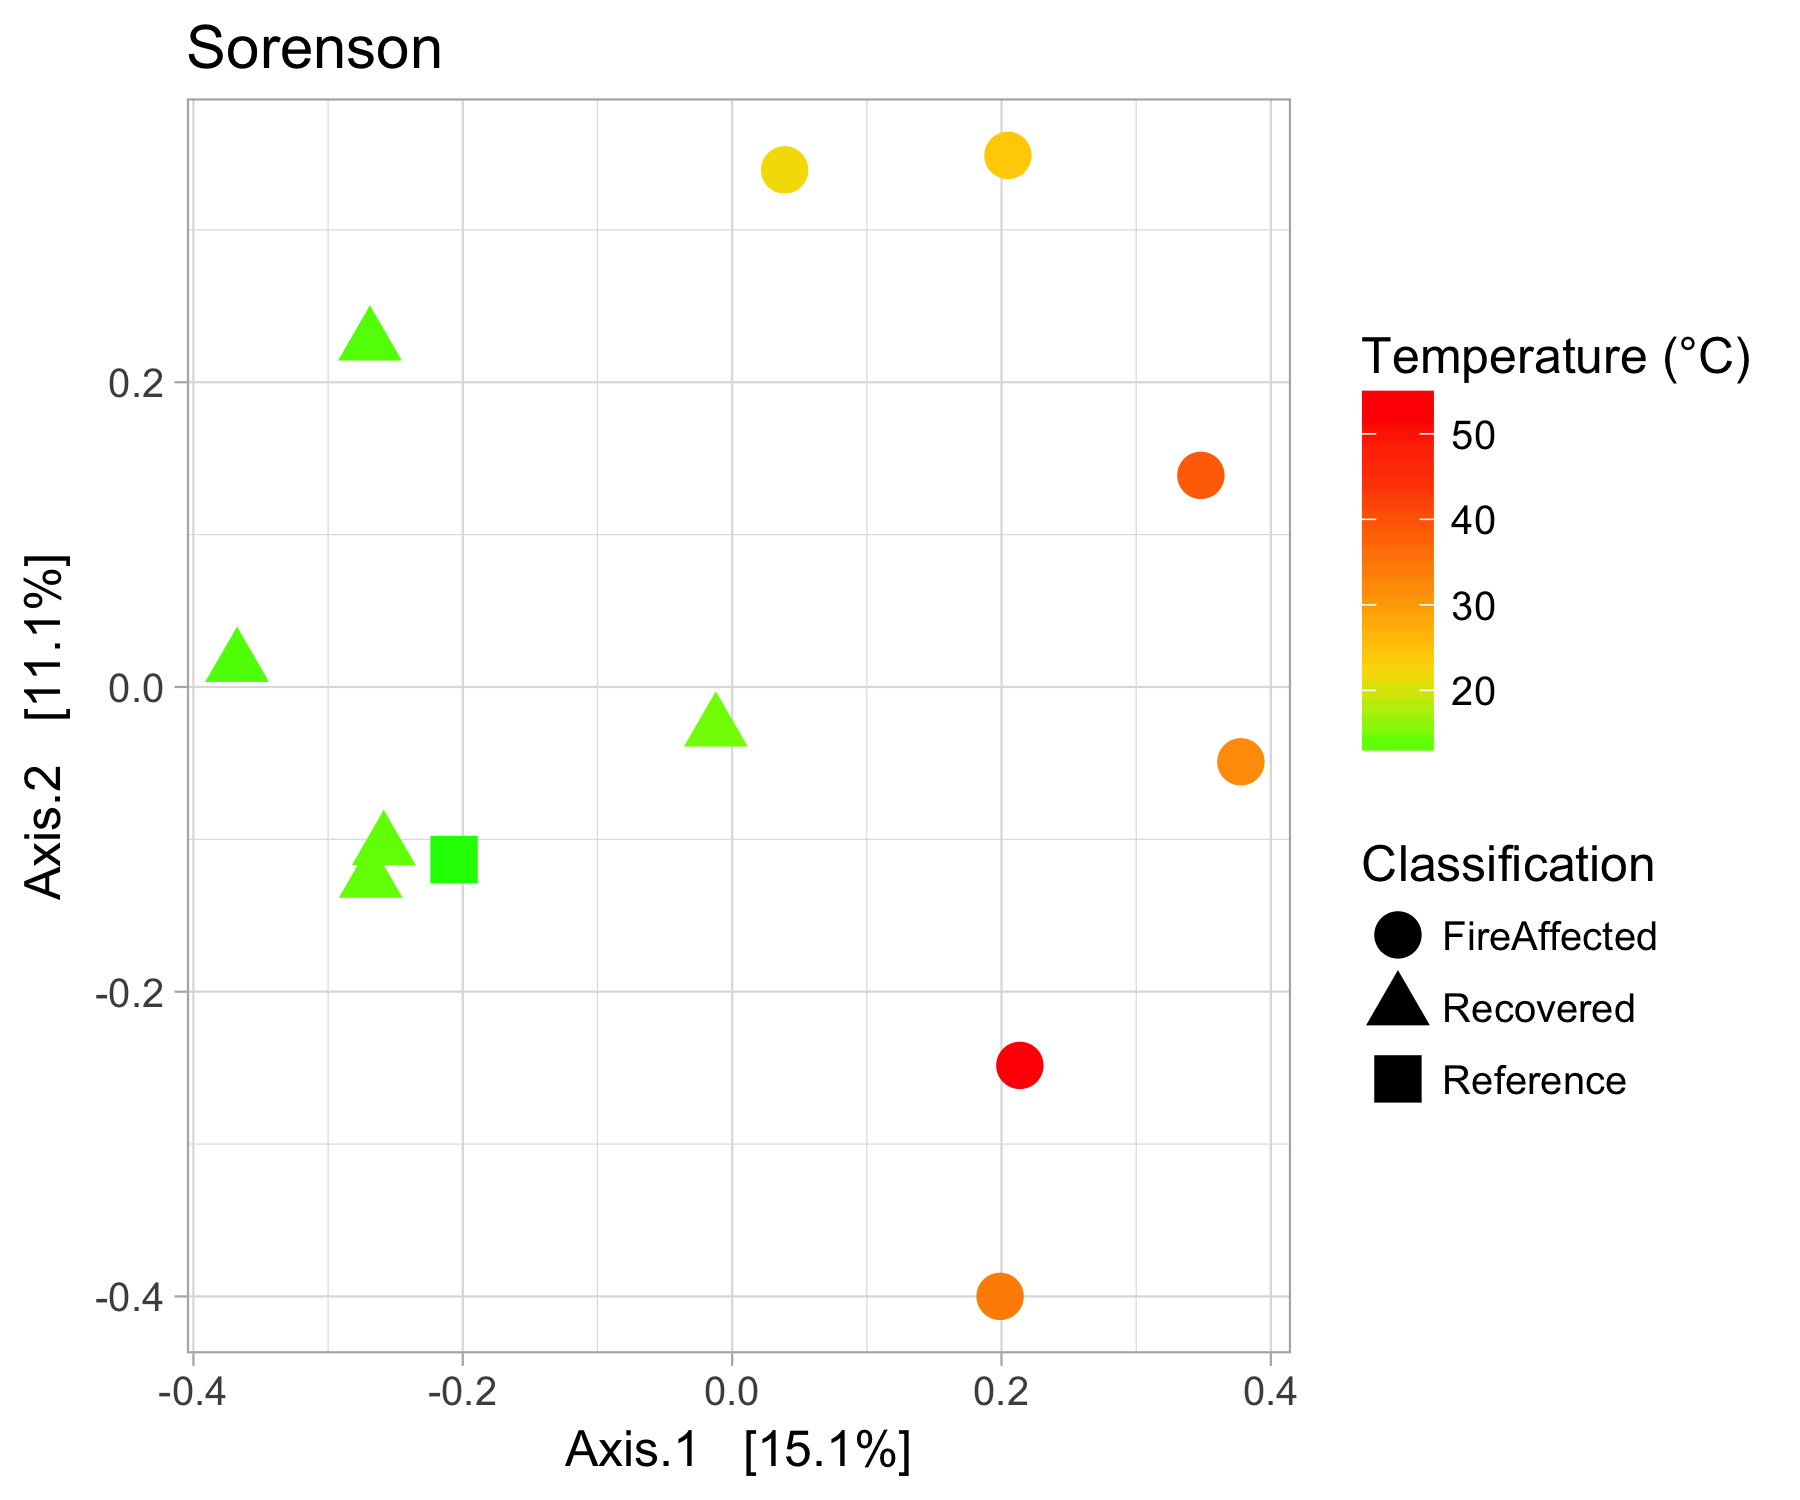 Sorenson
Temperature (°C)
50
40
30
20
Classification
FireAffected
Recovered
Reference
0.2
0.0
-0.2
-0.4
Axis.2 [11.1%]
-0.4 -0.2 0.0 0.2 0.4
Axis.1 [15.1%]